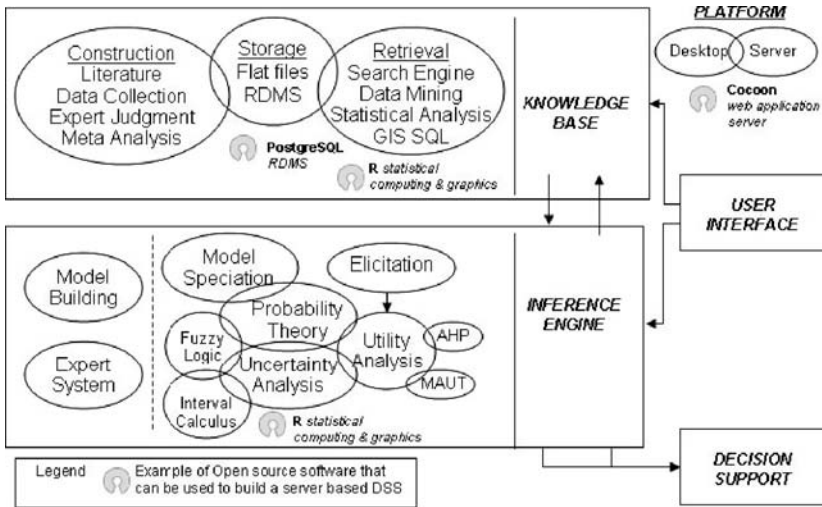 Construction
Literature
Data Collection
Expert Judgment
Meta Analysis
Storage
Flat files
RDMS
Retrieval
Search Engine
Data Mining
Statistical Analysis
GIS SQL
PostgreSQL
RDMS
R statistical
computing & graphics
KNOWLEDGE
BASE
PLATFORM
Desktop
Server
Cocoon
web application
server
USER
INTERFACE
Model
Building
Expert
System
Model
Speciation
Elicitation
Probability
Theory
Fuzzy
Logic
Uncertainty
Analysis
Utility
Analysis
AHP
MAUT
Interval
Calculus
R statistical
computing & graphics
INFERENCE
ENGINE
DECISION
SUPPORT
Legend
Example of Open source software that
can be used to build a server based DSS